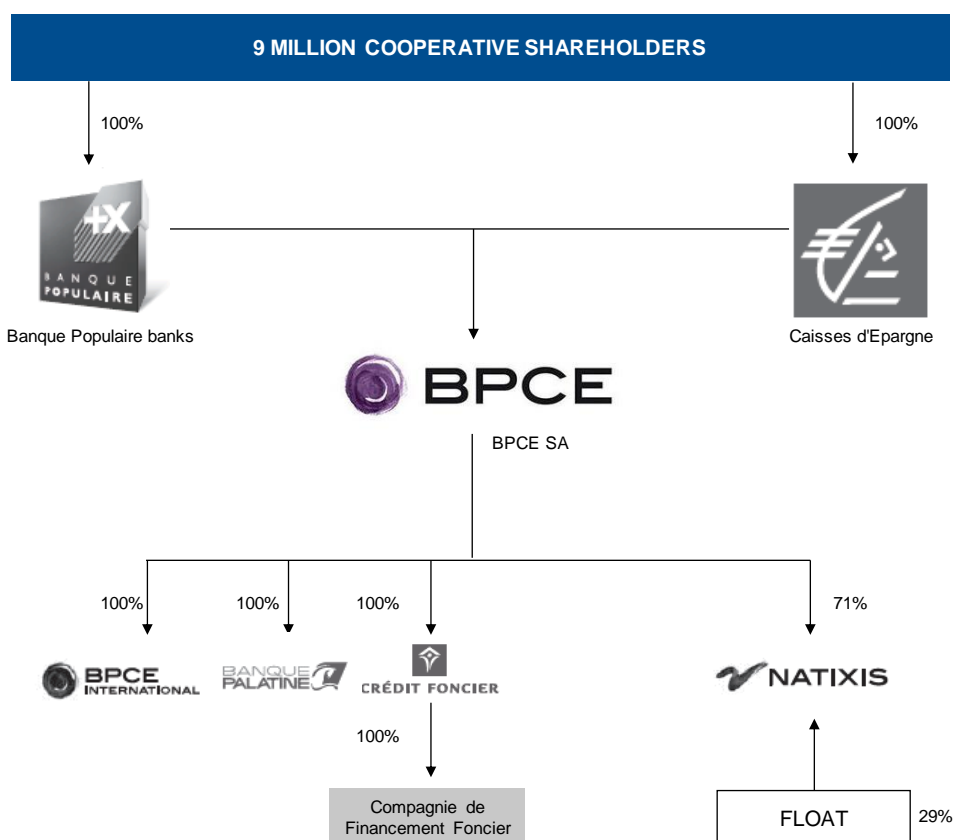 9 MILLION COOPERATIVE SHAREHOLDERS
100%
100%
+X
BANQUE
POPULAIRE
Banque Populaire banks
Caisses d'Epargne
BPCE
BPCE SA
100%
100%
100%
71%
BPCE
INTERNATIONAL
BANQUE
PALATINE
CRÉDIT FONCIER
NATIXIS
100%
Compagnie de
Financement Foncier
FLOAT
29%